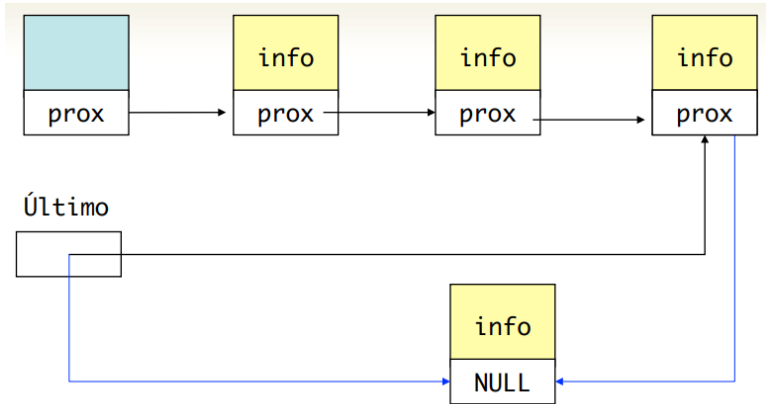 info info info
prox prox prox prox
Último
info
NULL